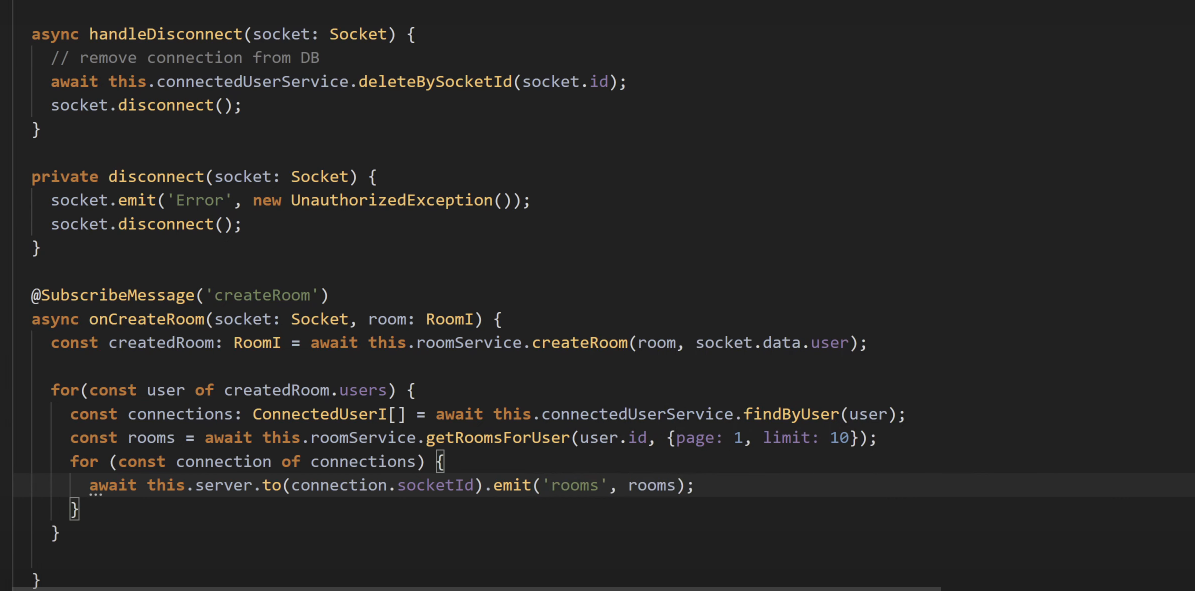 async handleDisconnect(socket: Socket) {
// remove connection from DB
await this.connectedUserService.deleteBySocketId(socket.id);
socket.disconnect();
}
private disconnect(socket: Socket) {
socket.emit('Error', new UnauthorizedException());
socket.disconnect();
}
@SubscribeMessage('createRoom')
async onCreateRoom(socket: Socket, room: RoomI) {
const createdRoom: RoomI = await this.roomService.createRoom(room, socket.data.user);
for(const user of createdRoom.users) {
const connections: ConnectedUserI[] = await this.connectedUserService.findByUser(user);
const rooms = await this.roomService.getRoomsForUser(user.id, {page: 1, limit: 10});
for (const connection of connections) {
await this.server.to(connection.socketId).emit('rooms', rooms);
}
}
}